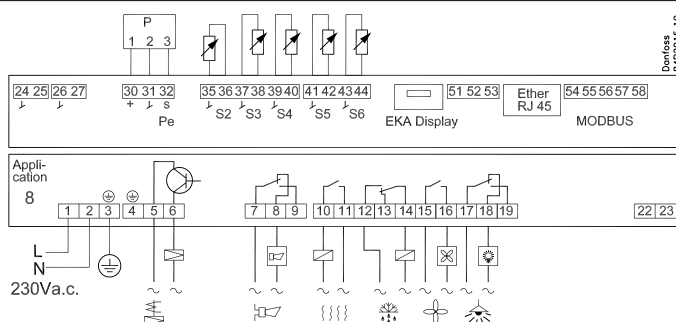 P
1 2 3
Danfoss
24 25 26 27 30 31 32 35 36 37 38 39 40 41 42 43 44 51 52 53 54 55 56 57 58
+ s
Pe
S2 S3 S4 S5 S6
EKA Display
Ether
RJ 45
MODBUS
Appli-
cation
8
1 2 3 4 5 6 7 8 9 10 11 12 13 14 15 16 17 18 19 22 23
L
N
230Va.c.